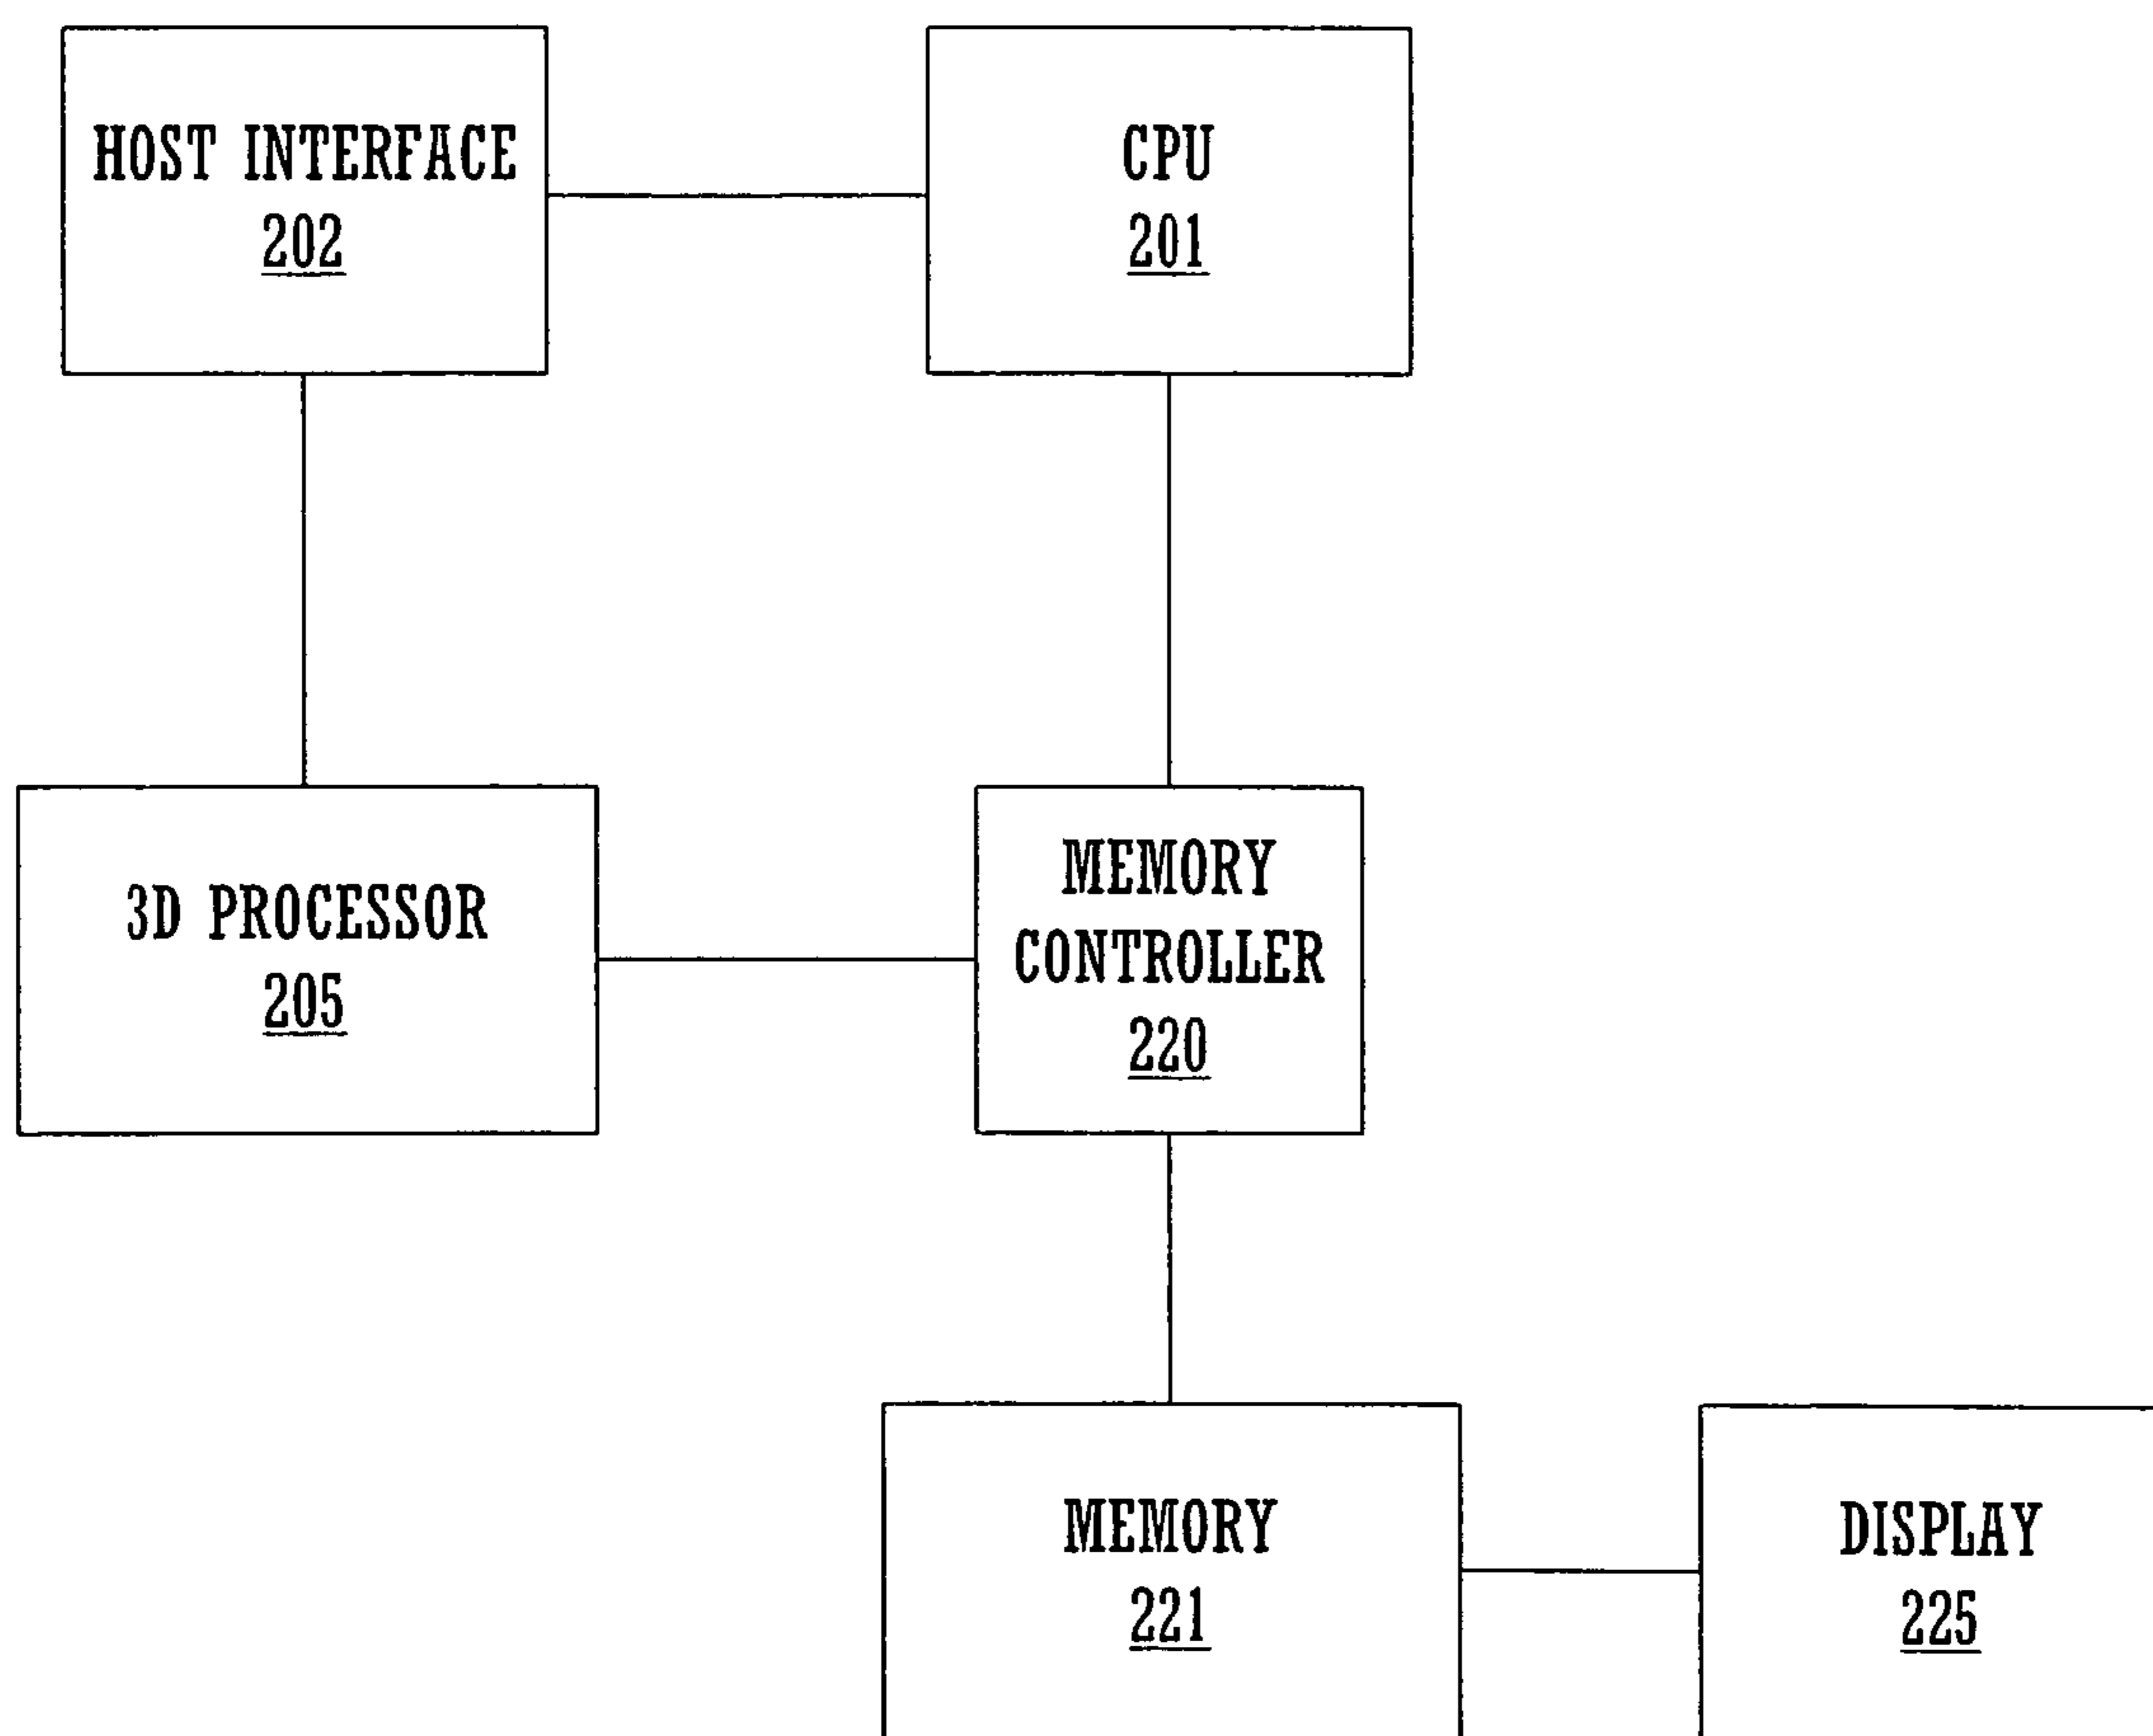 HOST INTERFACE
202
CPU
201
3D PROCESSOR
205
MEMORY
CONTROLLER
220
MEMORY
221
DISPLAY
225